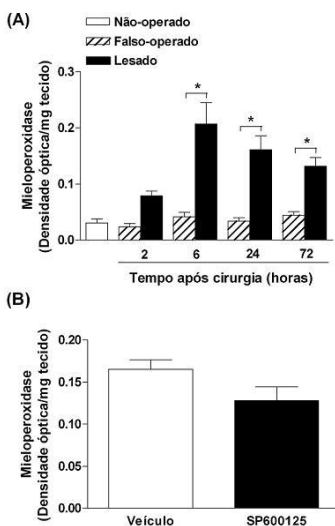 (A)
Não-operado
Falso-operado
Lesado
Mieloperoxidase
(Densidade óptica/mg tecido)
0.3
0.2
0.1
0.0
*
*
*
2
6
24
72
Tempo após cirurgia (horas)
(B)
Mieloperoxidase
(Densidade óptica/mg tecido)
0.20
0.15
0.10
0.05
0.00
Veículo
SP600125